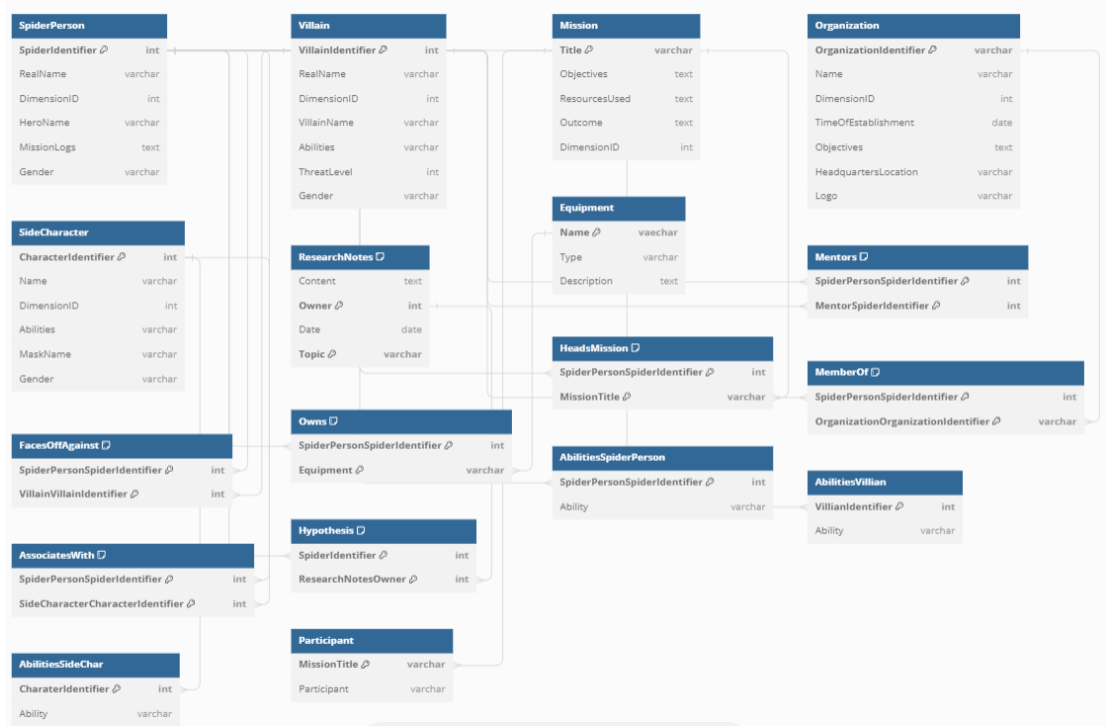 SpiderPerson
SpiderIdentifier int
RealName varchar
DimensionID int
HeroName varchar
MissionLogs text
Gender varchar
Villain
VillainIdentifier int
RealName varchar
DimensionID int
VillainName varchar
Abilities varchar
ThreatLevel int
Gender varchar
Mission
Title varchar
Objectives text
ResourcesUsed text
Outcome text
DimensionID int
Organization
OrganizationIdentifier varchar
Name varchar
DimensionID int
TimeOfEstablishment date
Objectives text
HeadquartersLocation varchar
Logo varchar
SideCharacter
CharacterIdentifier int
Name varchar
DimensionID int
Abilities varchar
MaskName varchar
Gender varchar
ResearchNotes
Content text
Owner int
Date date
Topic varchar
Equipment
Name vaechar
Type varchar
Description text
Mentors
SpiderPersonSpiderIdentifier int
MentorSpiderIdentifier int
HeadsMission
SpiderPersonSpiderIdentifier int
MissionTitle varchar
MemberOf
SpiderPersonSpiderIdentifier int
OrganizationOrganizationIdentifier varchar
FacesOffAgainst
SpiderPersonSpiderIdentifier int
VillainVillainIdentifier int
Owns
SpiderPersonSpiderIdentifier int
Equipment varchar
AbilitiesSpiderPerson
SpiderPersonSpiderIdentifier int
Ability varchar
AbilitiesVillian
VillianIdentifier int
Ability varchar
AssociatesWith
SpiderPersonSpiderIdentifier int
SideCharacterCharacterIdentifier int
Hypothesis
SpiderIdentifier int
ResearchNotesOwner int
AbilitiesSideChar
CharaterIdentifier int
Ability varchar
Participant
MissionTitle varchar
Participant varchar